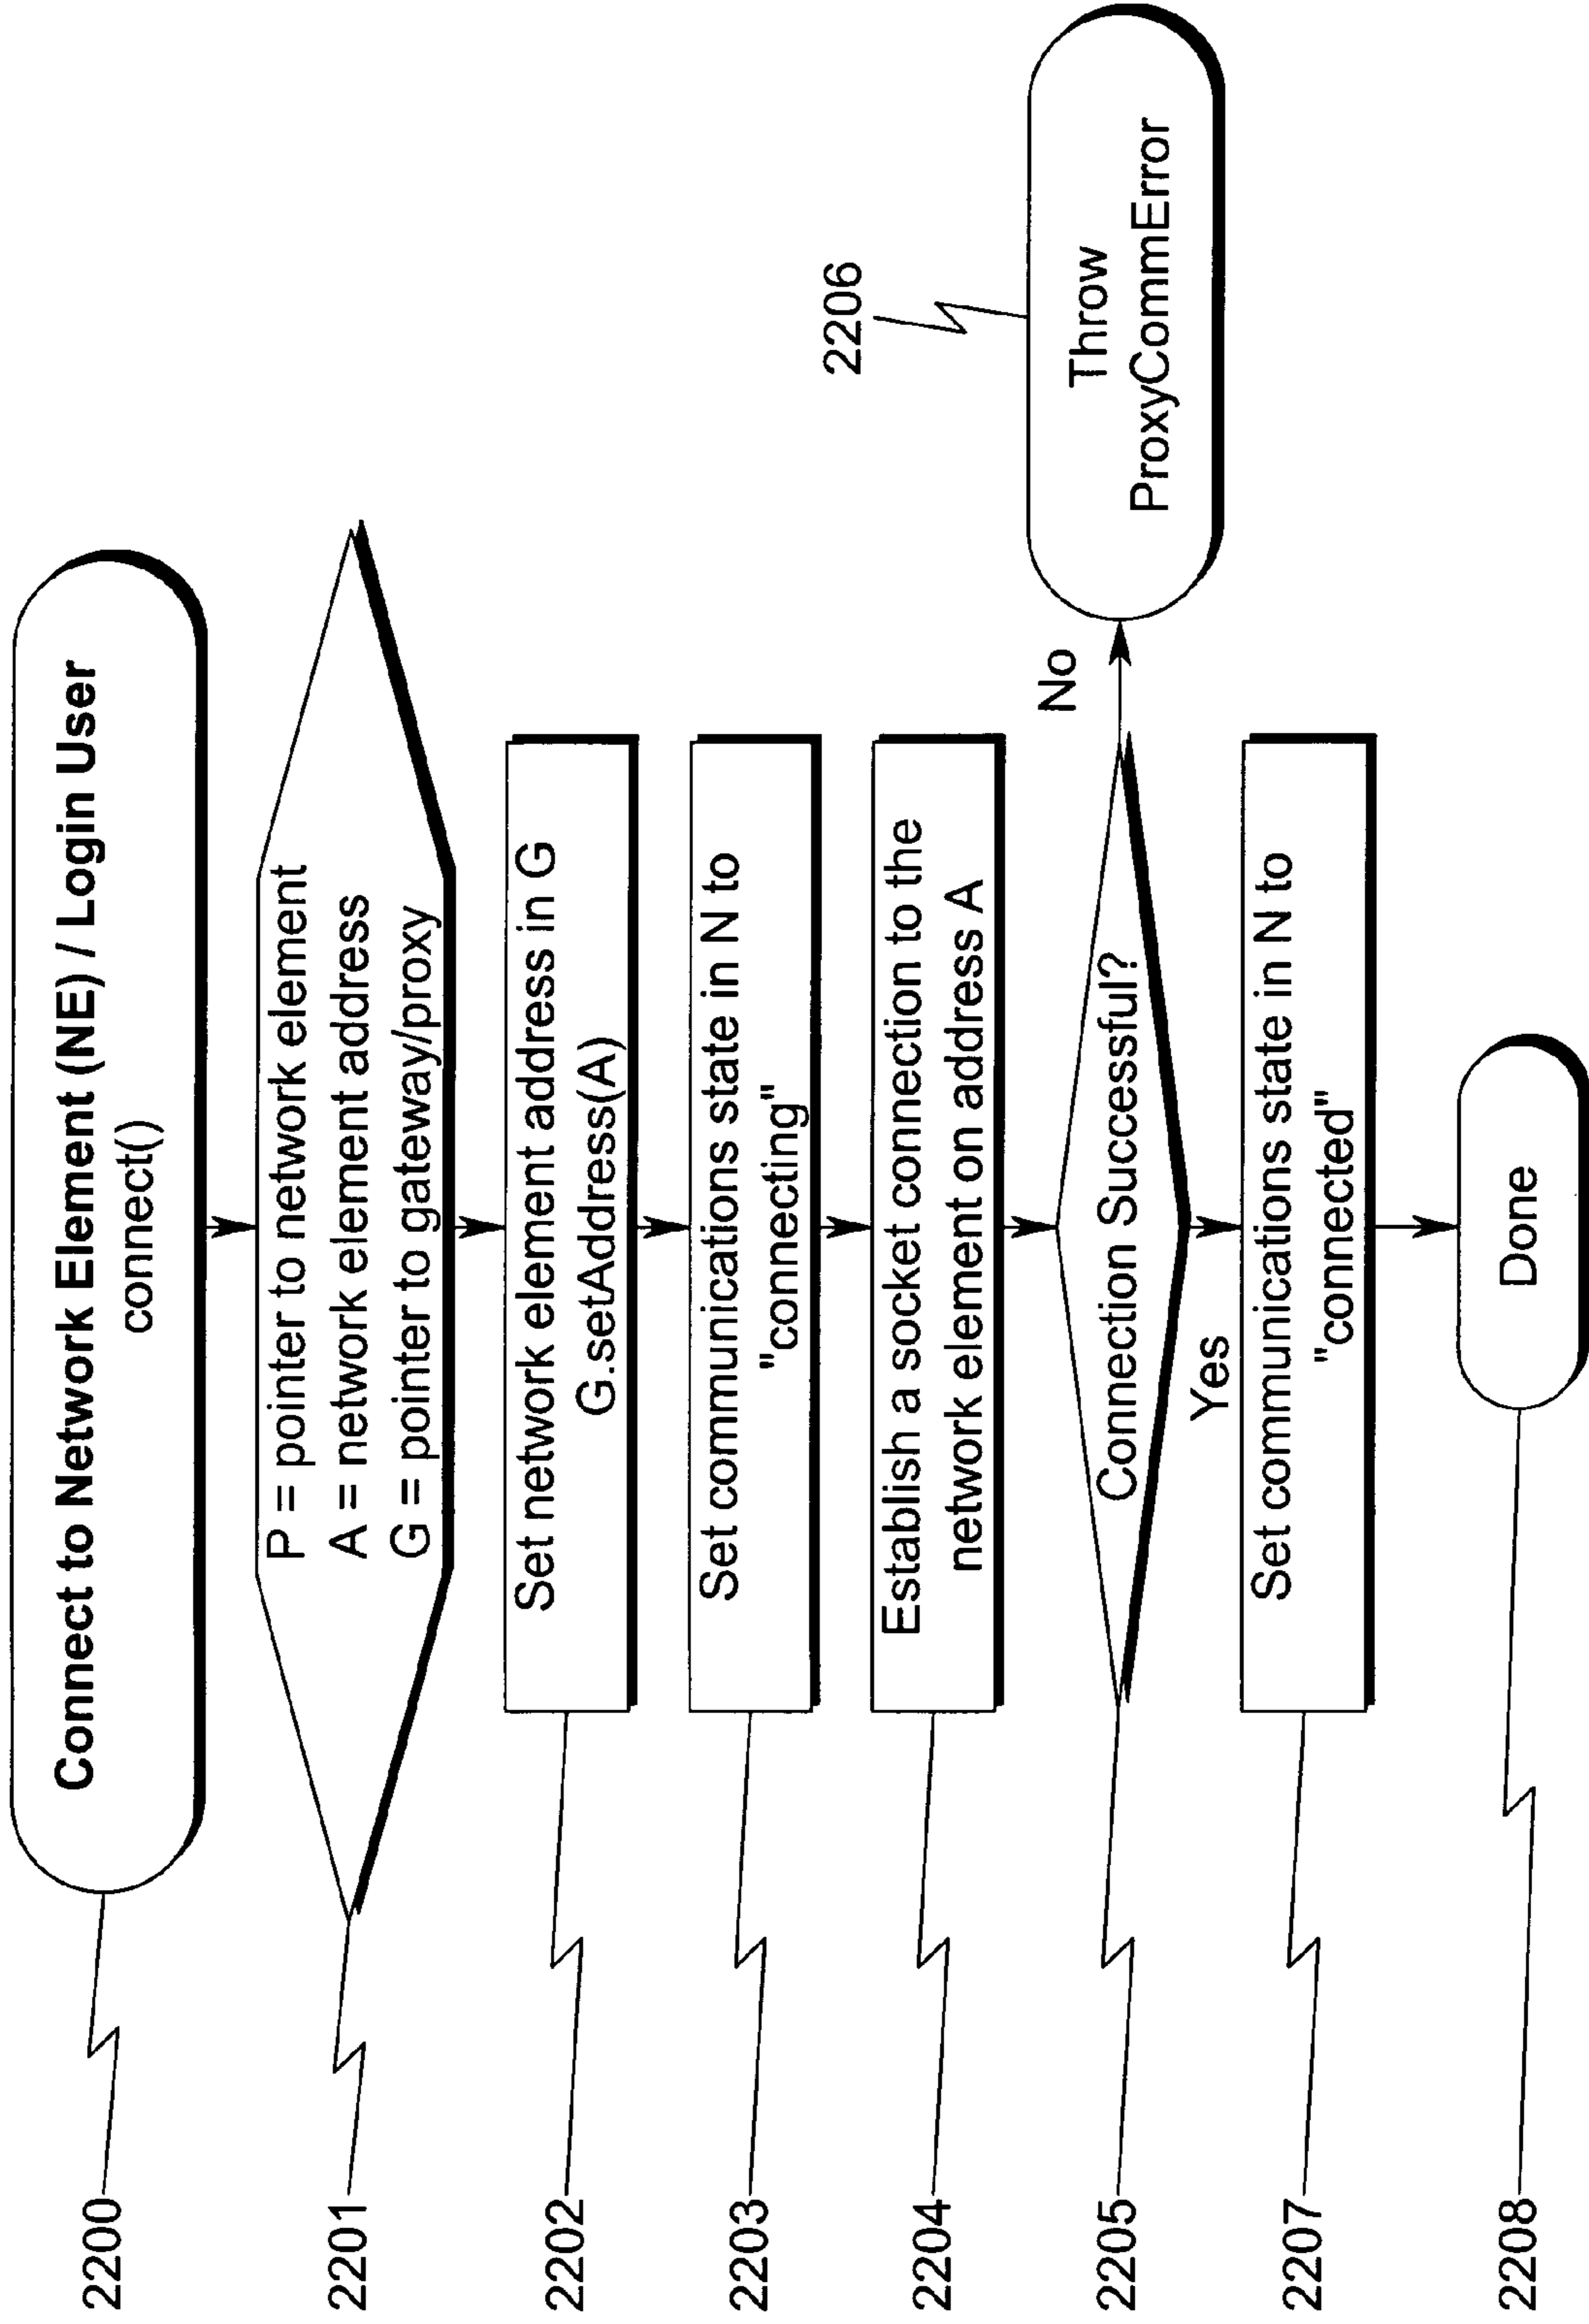 2200
Connect to Network Element (NE) / Login User
connect()
2201
P = pointer to network element
A = network element address
G = pointer to gateway/proxy
2202
Set network element address in G
G.setAddress(A)
2203
Set communications state in N to
"connecting"
2204
Establish a socket connection to the
network element on address A
2205
Connection Successful?
No
2206
Throw
ProxyCommError
Yes
2207
Set communications state in N to
"connected"
2208
Done